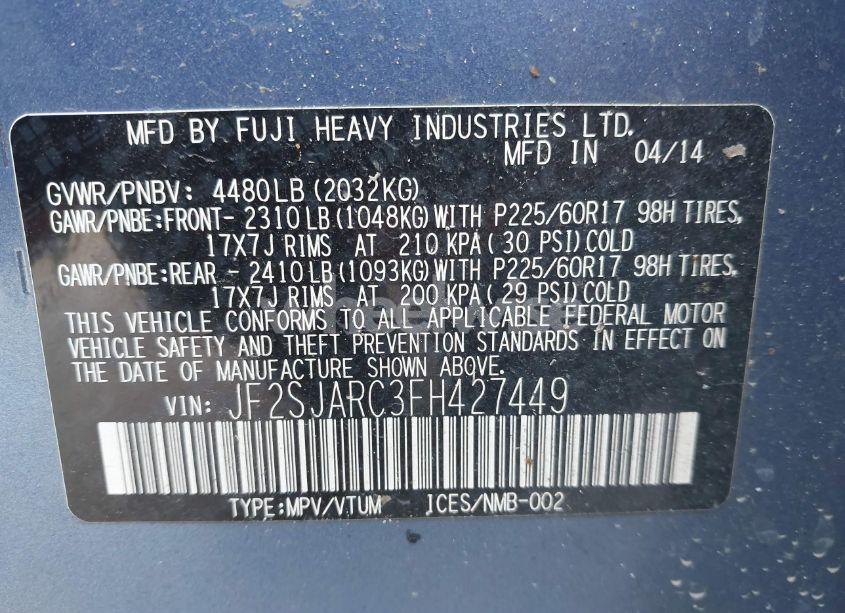 MFD BY FUJI HEAVY INDUSTRIES LTD.
MFD IN 04/14
GVWR/PNBV: 4480LB (2032KG)
GAWR/PNBE:FRONT- 2310LB(1048KG)WITH P225/60R17 98H TIRES,
17X7J RIMS AT 210 KPA(30 PSI)COLD
GAWR/PNBE:REAR - 2410LB(1093KG)WITH P225/60R17 98H TIRES,
17X7J RIMS AT 200 KPA(29 PSI)COLD
THIS VEHICLE CONFORMS TO ALL APPLICABLE FEDERAL MOTOR
VEHICLE SAFETY AND THEFT PREVENTION STANDARDS IN EFFECT ON
THE DATE OF MANUFACTURE SHOWN ABOVE.
VIN: JF2SJARC3FH427449
TYPE:MPV/VTUM ICES/NMB-002